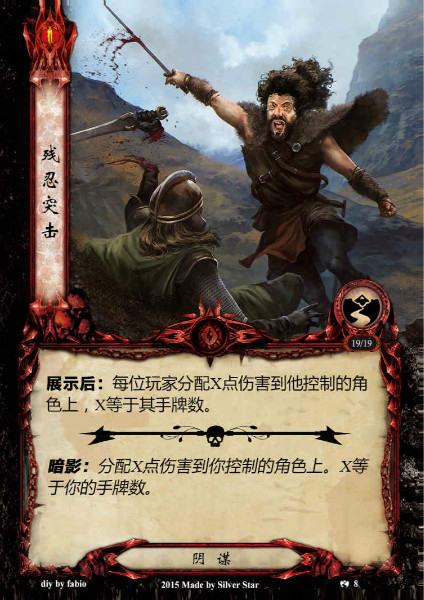 残忍突击
19/19
展示后：每位玩家分配X点伤害到他控制的角
色上，X等于其手牌数。
暗影：分配X点伤害到你控制的角色上。X等
于你的手牌数。
阴谋
diy by fabio
2015 Made by Silver Star
8